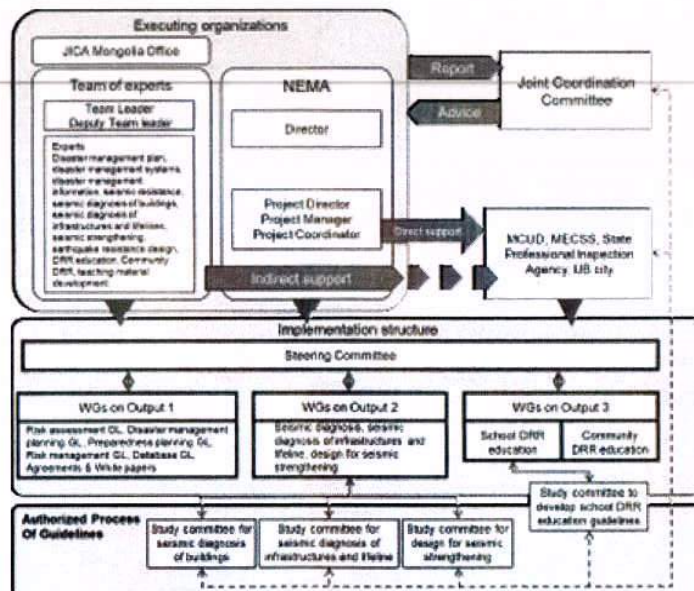 Executing organizations
JICA Mongolia Office
Team of experts
Team Leader
Deputy Team leader
Experts
Disaster management plan,
disaster management systems,
disaster management
information, seismic resistance,
seismic diagnosis of buildings,
seismic diagnosis of
infrastructures and lifelines,
seismic strengthening,
earthquake resistance design,
DRR education, Community
DRR, teaching material
development
NEMA
Director
Project Director
Project Manager
Project Coordinator
Report
Advice
Joint Coordination
Committee
Direct support
Indirect support
MCUD, MECSS, State
Professional Inspection
Agency, UB city
Implementation structure
Steering Committee
WGs on Output 1
Risk assessment GL, Disaster management
planning GL, Preparedness planning GL,
Risk management GL, Database GL,
Agreements & White papers
WGs on Output 2
Seismic diagnosis, seismic
diagnosis of infrastructures and
lifeline, design for seismic
strengthening
WGs on Output 3
School DRR
education
Community
DRR education
Study committee to
develop school DRR
education guidelines
Authorized Process
Of Guidelines
Study committee for
seismic diagnosis
of buildings
Study committee for
seismic diagnosis of
infrastructures and lifeline
Study committee for
design for seismic
strengthening